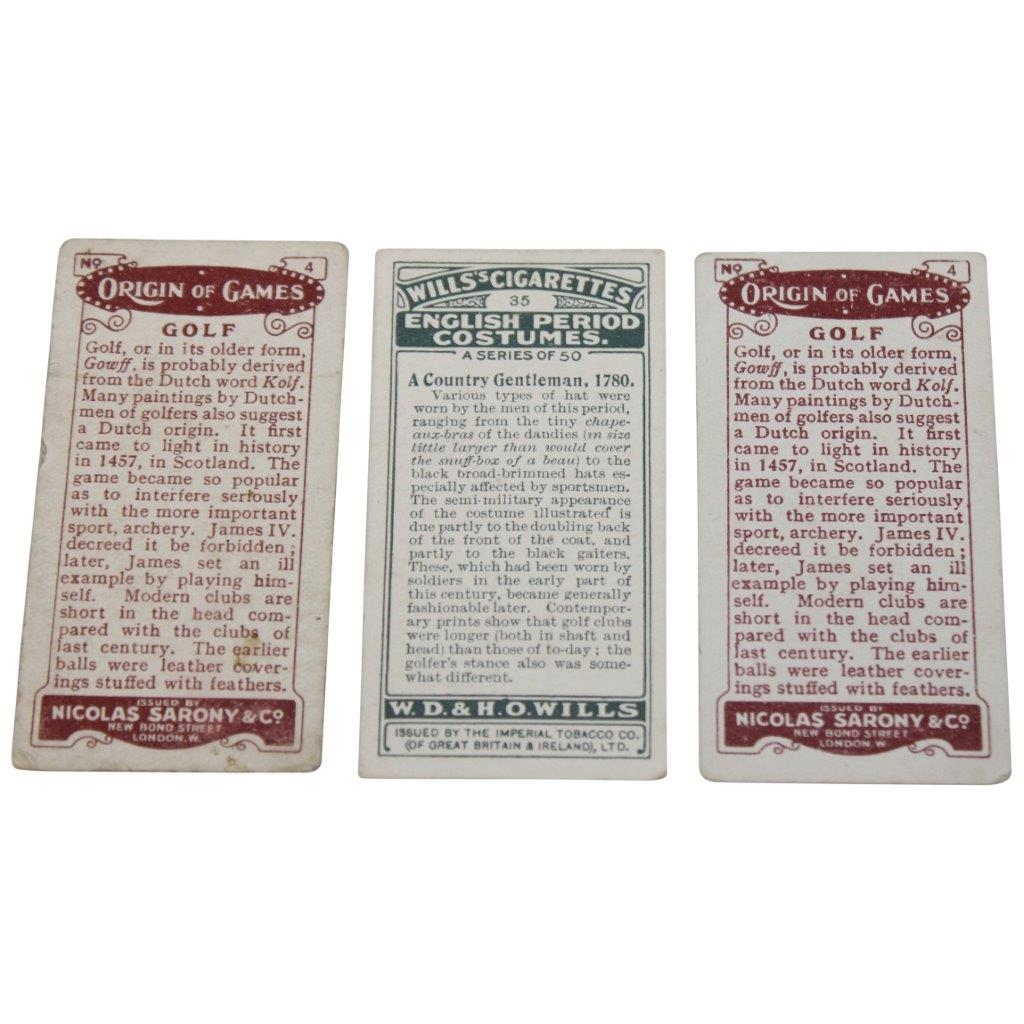 No 4
ORIGIN OF GAMES
GOLF
Golf, or in its older form,
Gowff, is probably derived
from the Dutch word Kolf.
Many paintings by Dutch-
men of golfers also suggest
a Dutch origin. It first
came to light in history
in 1457, in Scotland. The
game became so popular
as to interfere seriously
with the more important
sport, archery. James IV.
decreed it be forbidden;
later, James set an ill
example by playing him-
self. Modern clubs are
short in the head com-
pared with the clubs of
last century. The earlier
balls were leather cover-
ings stuffed with feathers.
ISSUED BY
NICOLAS SARONY & Co
NEW BOND STREET
LONDON. W.
WILLS'S CIGARETTES
35
ENGLISH PERIOD
COSTUMES.
A SERIES OF 50
A Country Gentleman, 1780.
Various types of hat were
worn by the men of this period,
ranging from the tiny chape-
aux-bras of the dandies (in size
little larger than would cover
the snuff-box of a beau) to the
black broad-brimmed hats es-
pecially affected by sportsmen.
The semi-military appearance
of the costume illustrated is
due partly to the doubling back
of the front of the coat, and
partly to the black gaiters.
These, which had been worn by
soldiers in the early part of
this century, became generally
fashionable later. Contempor-
ary prints show that golf clubs
were longer (both in shaft and
head) than those of to-day; the
golfer's stance also was some-
what different.
W. D. & H. O. WILLS
ISSUED BY THE IMPERIAL TOBACCO CO.
(OF GREAT BRITAIN & IRELAND), LTD.
No 4
ORIGIN OF GAMES
GOLF
Golf, or in its older form,
Gowff, is probably derived
from the Dutch word Kolf.
Many paintings by Dutch-
men of golfers also suggest
a Dutch origin. It first
came to light in history
in 1457, in Scotland. The
game became so popular
as to interfere seriously
with the more important
sport, archery. James IV.
decreed it be forbidden;
later, James set an ill
example by playing him-
self. Modern clubs are
short in the head com-
pared with the clubs of
last century. The earlier
balls were leather cover-
ings stuffed with feathers.
ISSUED BY
NICOLAS SARONY & Co
NEW BOND STREET
LONDON. W.